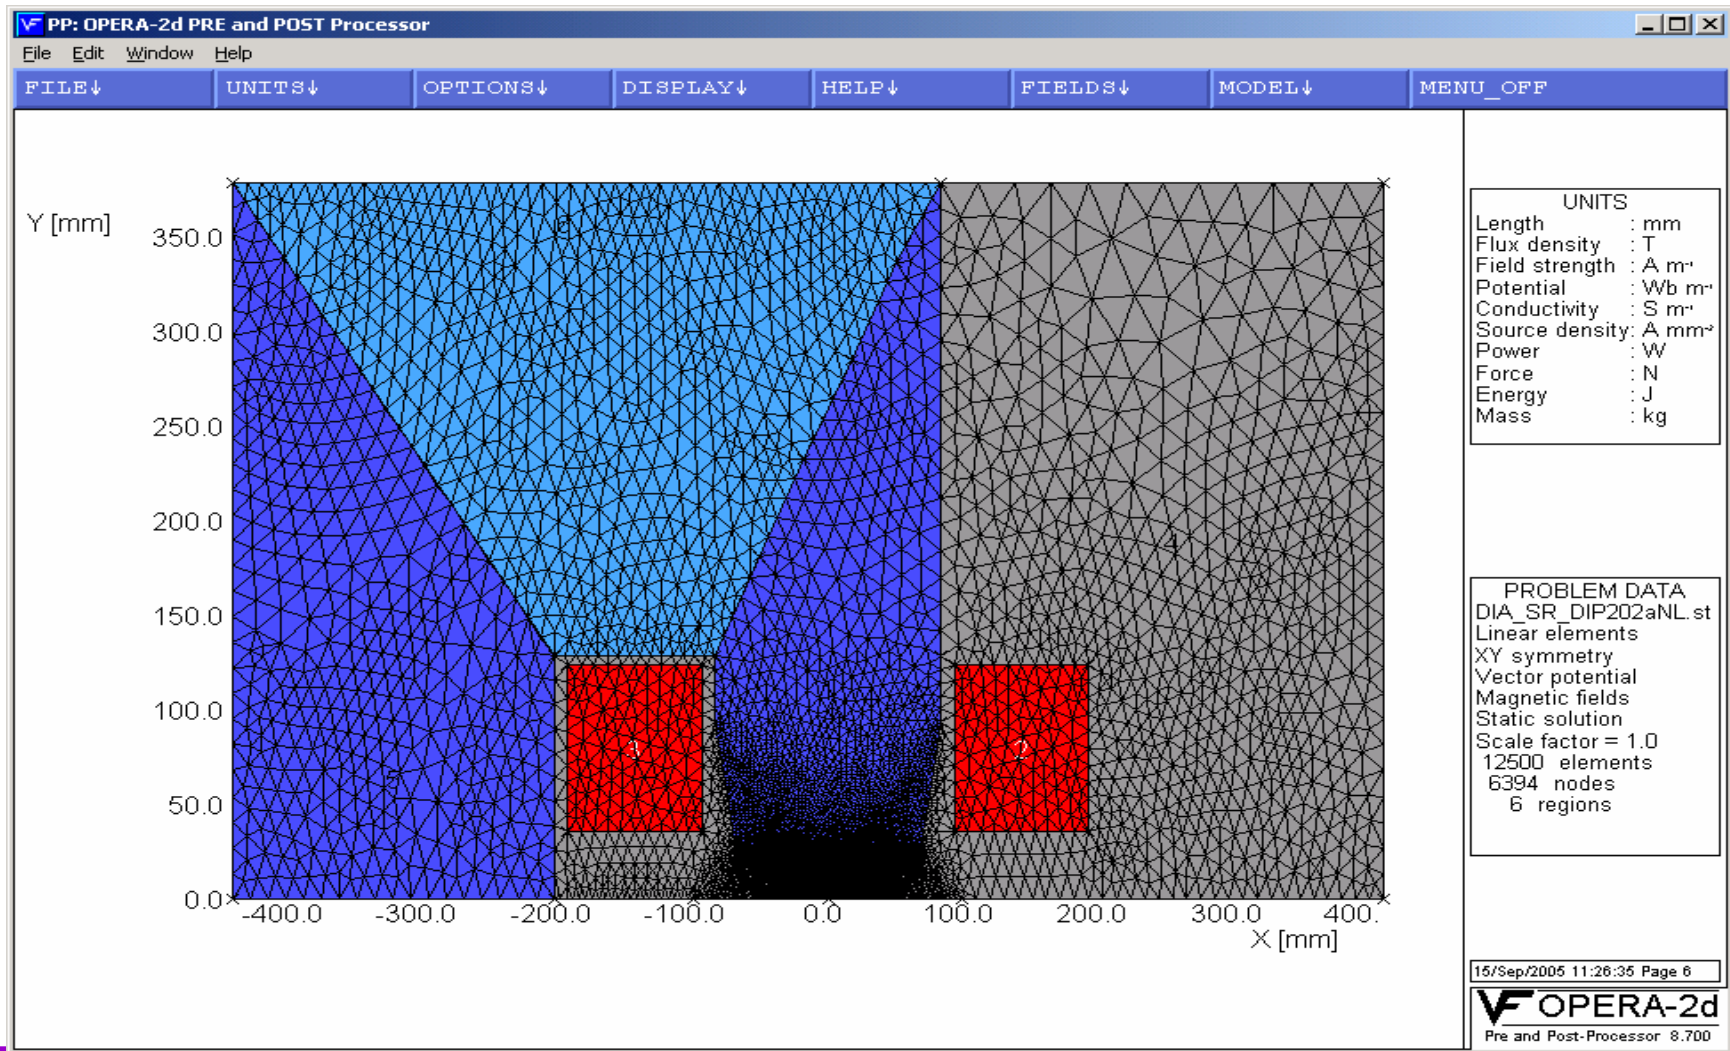 PP: OPERA-2d PRE and POST Processor
File Edit Window Help
FILE↓ UNITS↓ OPTIONS↓ DISPLAY↓ HELP↓ FIELDS↓ MODEL↓ MENU_OFF
Y [mm]
350.0
300.0
250.0
200.0
150.0
100.0
50.0
0.0
-400.0 -300.0 -200.0 -100.0 0.0 100.0 200.0 300.0 400.
X [mm]
UNITS
Length : mm
Flux density : T
Field strength : A m⁻¹
Potential : Wb m⁻¹
Conductivity : S m⁻¹
Source density: A mm⁻²
Power : W
Force : N
Energy : J
Mass : kg
PROBLEM DATA
DIA_SR_DIP202aNL.st
Linear elements
XY symmetry
Vector potential
Magnetic fields
Static solution
Scale factor = 1.0
12500 elements
6394 nodes
6 regions
15/Sep/2005 11:26:35 Page 6
VF OPERA-2d
Pre and Post-Processor 8.700